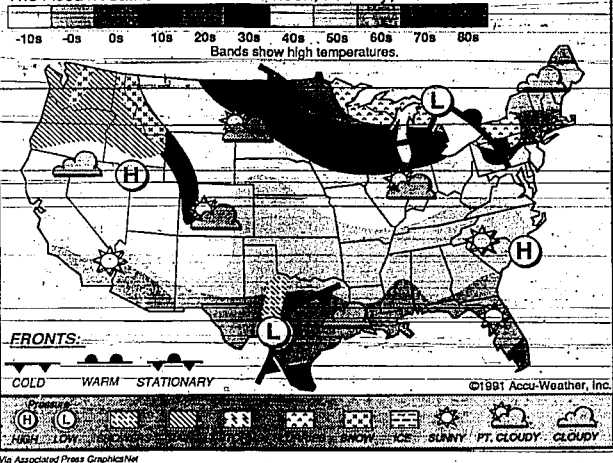 -10s -0s 0s 10s 20s 30s 40s 50s 60s 70s 80s
Bands show high temperatures.
L
H
H
L
FRONTS:
COLD WARM STATIONARY
©1991 Accu-Weather, Inc.
Pressure
H L
HIGH LOW SHOWERS SNOW ICE SUNNY PT. CLOUDY CLOUDY
Via Associated Press GraphicsNet